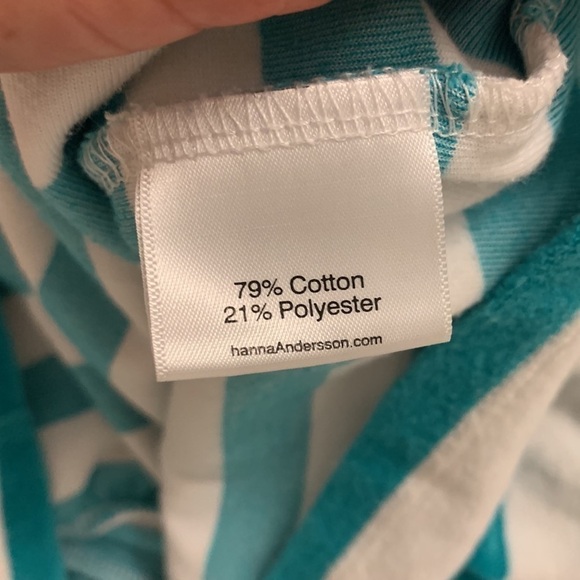 79% Cotton
21% Polyester
hannaAndersson.com